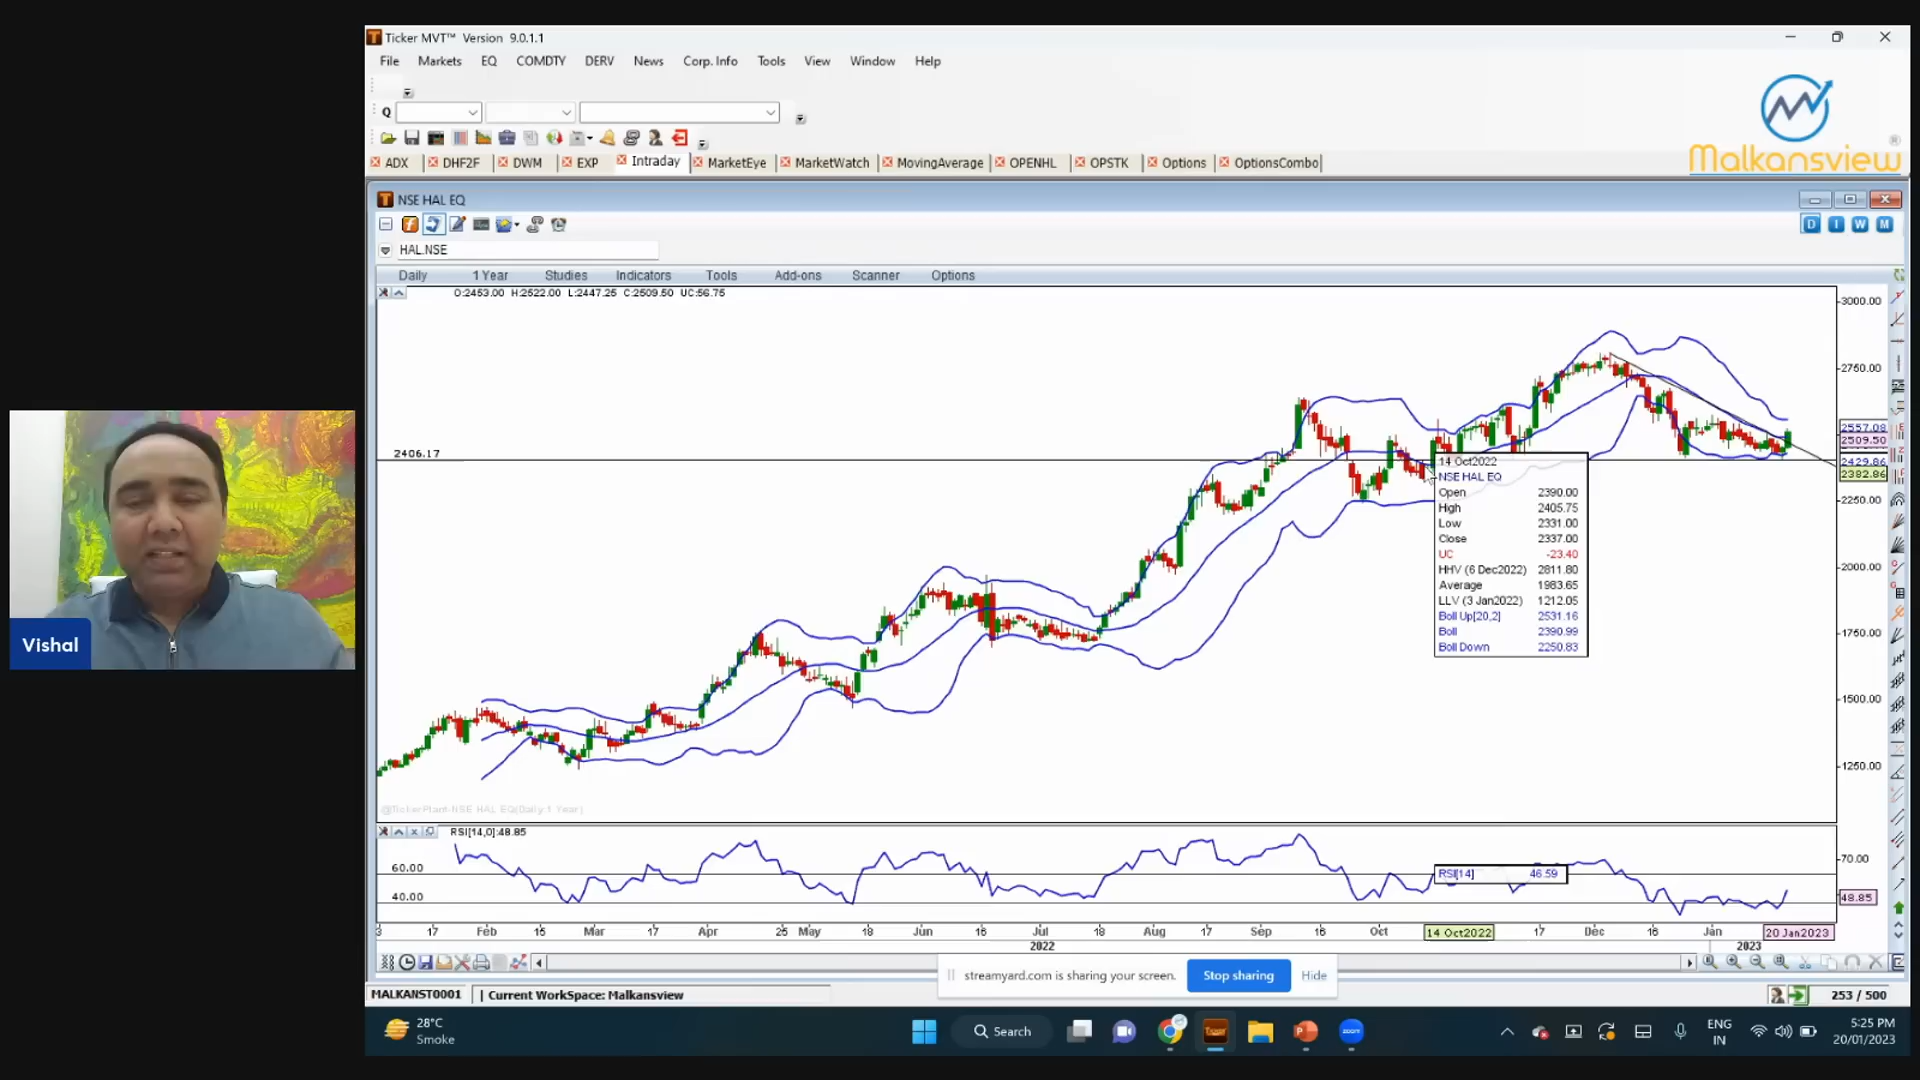 Ticker MVT™ Version 9.0.1.1
File Markets EQ COMDTY DERV News Corp. Info Tools View Window Help
Q
Malkansview
ADX DHF2F DWM EXP Intraday MarketEye MarketWatch MovingAverage OPENHL OPSTK Options OptionsCombo
NSE HAL EQ
D I W M
HAL.NSE
Daily 1 Year Studies Indicators Tools Add-ons Scanner Options
O:2453.00 H:2522.00 L:2447.25 C:2509.50 UC:56.75
3000.00
2750.00
2557.08
2509.50
2429.86
2382.86
2250.00
2000.00
1750.00
1500.00
1250.00
2406.17
14 Oct2022
NSE HAL EQ
Open 2390.00
High 2405.75
Low 2331.00
Close 2337.00
UC -23.40
HHV (6 Dec2022) 2811.80
Average 1983.65
LLV (3 Jan2022) 1212.05
Boll Up[20,2] 2531.16
Boll 2390.99
Boll Down 2250.83
Vishal
@TickerPlant-NSE HAL EQ(Daily:1 Year)
RSI[14,0]:48.85
60.00
40.00
70.00
48.85
RSI[14] 46.59
3 17 Feb 15 Mar 17 Apr 25 May 18 Jun 16 Jul 18 Aug 17 Sep 16 Oct 14 Oct2022 17 Dec 16 Jan 20 Jan2023
2022 2023
streamyard.com is sharing your screen. Stop sharing Hide
MALKANST0001 | Current WorkSpace: Malkansview
253 / 500
28°C
Smoke
Search
ENG
IN
5:25 PM
20/01/2023